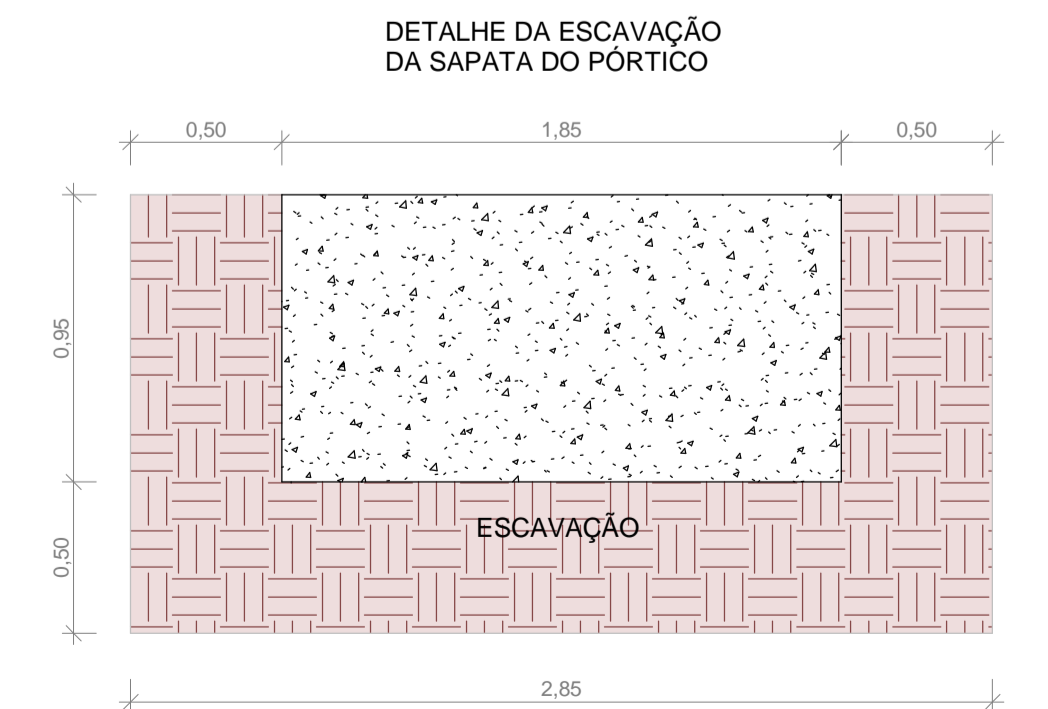 DETALHE DA ESCAVAÇÃO
DA SAPATA DO PÓRTICO
0,50
1,85
0,50
0,95
0,50
ESCAVAÇÃO
2,85